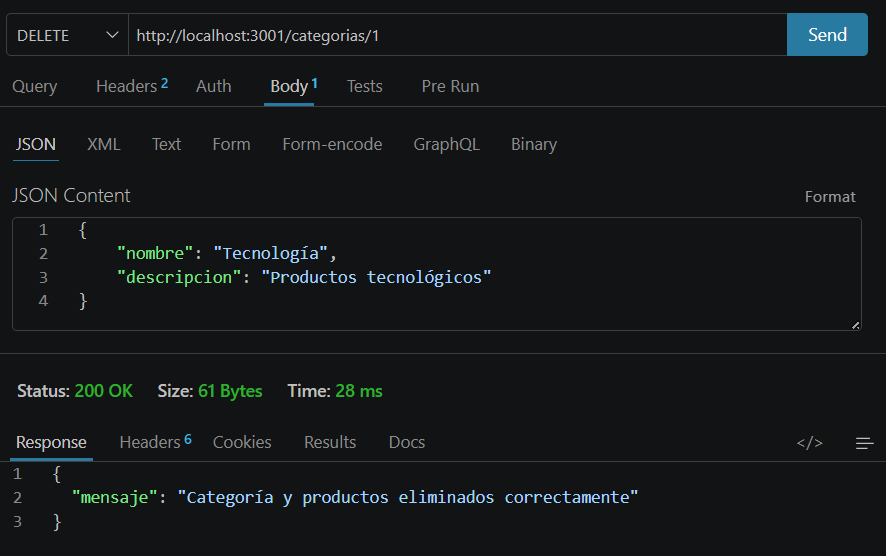 DELETE http://localhost:3001/categorias/1 Send
Query Headers 2 Auth Body 1 Tests Pre Run
JSON XML Text Form Form-encode GraphQL Binary
JSON Content Format
1 {
2 "nombre": "Tecnología",
3 "descripcion": "Productos tecnológicos"
4 }
Status: 200 OK Size: 61 Bytes Time: 28 ms
Response Headers 6 Cookies Results Docs </>
1 {
2 "mensaje": "Categoría y productos eliminados correctamente"
3 }